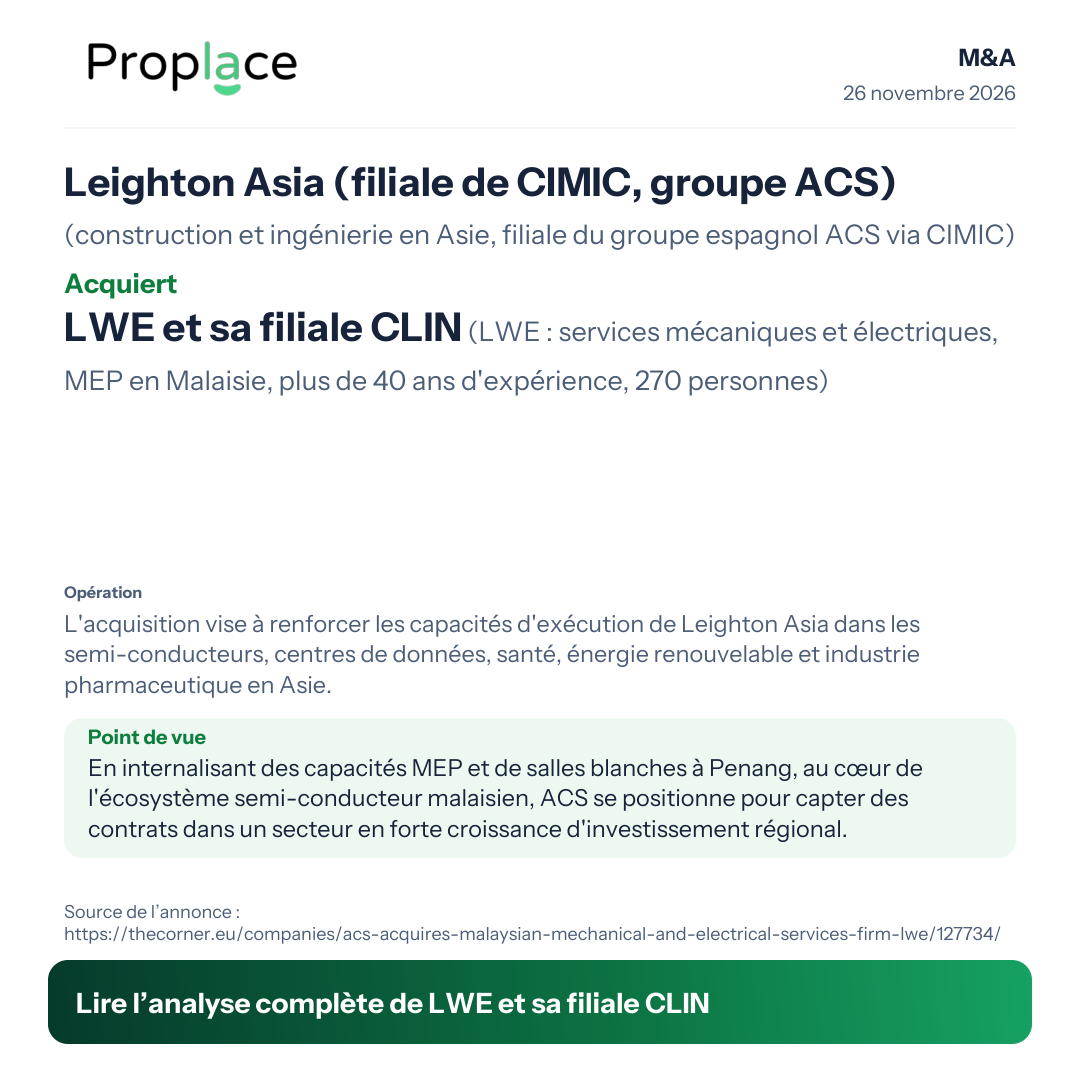 Proplace
M&A
26 novembre 2026
Leighton Asia (filiale de CIMIC, groupe ACS)
(construction et ingénierie en Asie, filiale du groupe espagnol ACS via CIMIC)
Acquiert
LWE et sa filiale CLIN (LWE : services mécaniques et électriques,
MEP en Malaisie, plus de 40 ans d'expérience, 270 personnes)
Opération
L'acquisition vise à renforcer les capacités d'exécution de Leighton Asia dans les
semi-conducteurs, centres de données, santé, énergie renouvelable et industrie
pharmaceutique en Asie.
Point de vue
En internalisant des capacités MEP et de salles blanches à Penang, au cœur de
l'écosystème semi-conducteur malaisien, ACS se positionne pour capter des
contrats dans un secteur en forte croissance d'investissement régional.
Source de l’annonce :
https://thecorner.eu/companies/acs-acquires-malaysian-mechanical-and-electrical-services-firm-lwe/127734/
Lire l’analyse complète de LWE et sa filiale CLIN